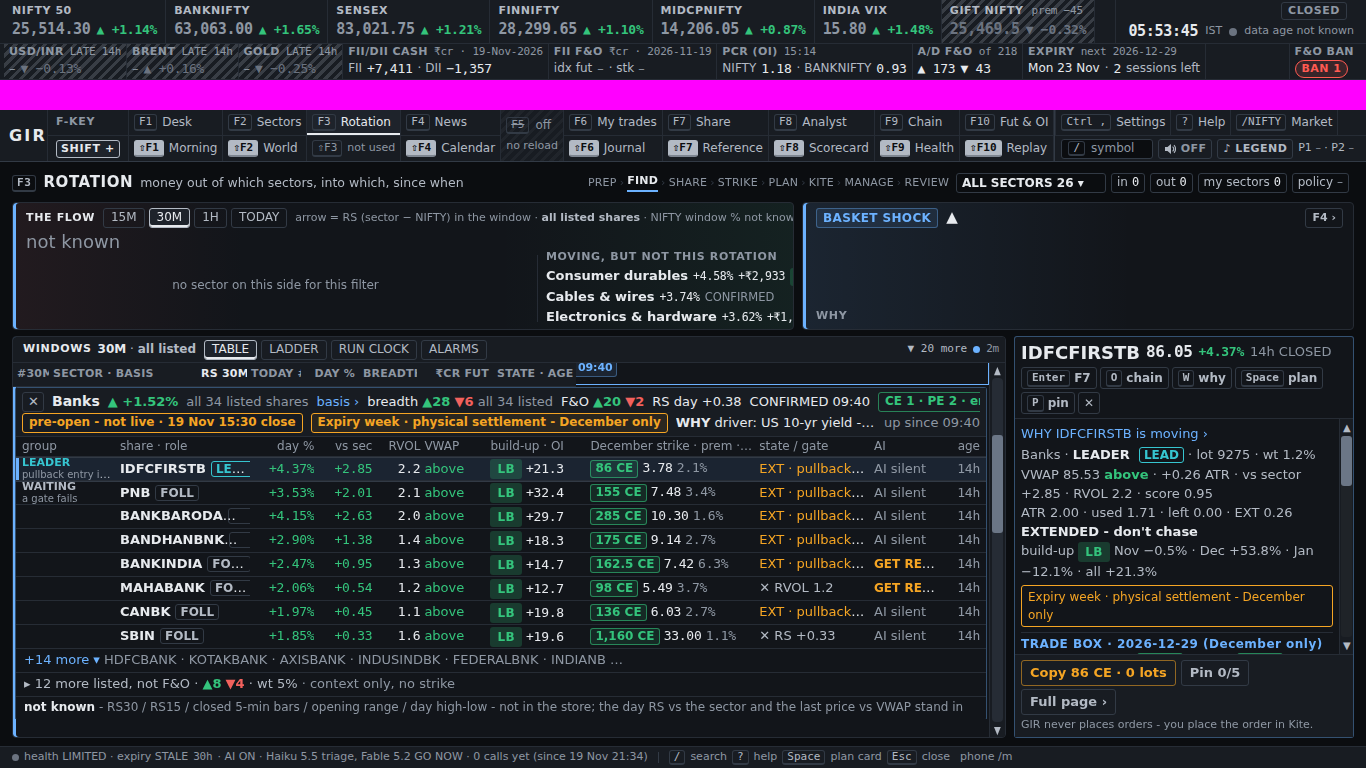 NIFTY 50 BANKNIFTY SENSEX FINNIFTY MIDCPNIFTY INDIA VIX GIFT NIFTY prem −45 CLOSED
25,514.30 ▲ +1.14% 63,063.00 ▲ +1.65% 83,021.75 ▲ +1.21% 28,299.65 ▲ +1.10% 14,206.05 ▲ +0.87% 15.80 ▲ +1.48% 25,469.5 ▼ −0.32% 05:53:45 IST ● data age not known
USD/INR LATE 14h BRENT LATE 14h GOLD LATE 14h FII/DII CASH ₹cr · 19-Nov-2026 FII F&O ₹cr · 2026-11-19 PCR (OI) 15:14 A/D F&O of 218 EXPIRY next 2026-12-29 F&O BAN
– ▼ −0.13% – ▲ +0.16% – ▼ −0.25% FII +7,411 · DII −1,357 idx fut – · stk – NIFTY 1.18 · BANKNIFTY 0.93 ▲ 173 ▼ 43 Mon 23 Nov · 2 sessions left BAN 1
GIR F-KEY F1 Desk F2 Sectors F3 Rotation F4 News F5 off F6 My trades F7 Share F8 Analyst F9 Chain F10 Fut & OI Ctrl , Settings ? Help /NIFTY Market
SHIFT + ⇧F1 Morning ⇧F2 World ⇧F3 not used ⇧F4 Calendar no reload ⇧F6 Journal ⇧F7 Reference ⇧F8 Scorecard ⇧F9 Health ⇧F10 Replay / symbol OFF ♪ LEGEND P1 – · P2 –
F3 ROTATION money out of which sectors, into which, since when PREP › FIND › SHARE › STRIKE › PLAN › KITE › MANAGE › REVIEW ALL SECTORS 26 ▾ in 0 out 0 my sectors 0 policy –
THE FLOW 15M 30M 1H TODAY arrow = RS (sector − NIFTY) in the window · all listed shares · NIFTY window % not know
not known
no sector on this side for this filter
MOVING, BUT NOT THIS ROTATION
Consumer durables +4.58% +₹2,933
Cables & wires +3.74% CONFIRMED
Electronics & hardware +3.62% +₹1,
BASKET SHOCK ▲ F4 ›
WHY
WINDOWS 30M · all listed TABLE LADDER RUN CLOCK ALARMS ▼ 20 more ● 2m
#30M SECTOR · BASIS RS 30M TODAY DAY % BREADTI ₹CR FUT STATE · AGE 09:40
✕ Banks ▲ +1.52% all 34 listed shares basis › breadth ▲28 ▼6 all 34 listed F&O ▲20 ▼2 RS day +0.38 CONFIRMED 09:40 CE 1 · PE 2 · e
pre-open - not live · 19 Nov 15:30 close Expiry week · physical settlement - December only WHY driver: US 10-yr yield -… up since 09:40
group share · role day % vs sec RVOL VWAP build-up · OI December strike · prem ·… state / gate AI age
LEADER
pullback entry i… IDFCFIRSTB LE… +4.37% +2.85 2.2 above LB +21.3 86 CE 3.78 2.1% EXT · pullback… AI silent 14h
WAITING
a gate fails PNB FOLL +3.53% +2.01 2.1 above LB +32.4 155 CE 7.48 3.4% EXT · pullback… AI silent 14h
BANKBARODA… +4.15% +2.63 2.0 above LB +29.7 285 CE 10.30 1.6% EXT · pullback… AI silent 14h
BANDHANBNK… +2.90% +1.38 1.4 above LB +18.3 175 CE 9.14 2.7% EXT · pullback… AI silent 14h
BANKINDIA FO… +2.47% +0.95 1.3 above LB +14.7 162.5 CE 7.42 6.3% EXT · pullback… GET RE… 14h
MAHABANK FO… +2.06% +0.54 1.2 above LB +12.7 98 CE 5.49 3.7% ✕ RVOL 1.2 GET RE… 14h
CANBK FOLL +1.97% +0.45 1.1 above LB +19.8 136 CE 6.03 2.7% EXT · pullback… AI silent 14h
SBIN FOLL +1.85% +0.33 1.6 above LB +19.6 1,160 CE 33.00 1.1% ✕ RS +0.33 AI silent 14h
+14 more ▾ HDFCBANK · KOTAKBANK · AXISBANK · INDUSINDBK · FEDERALBNK · INDIANB …
▸ 12 more listed, not F&O · ▲8 ▼4 · wt 5% · context only, no strike
not known - RS30 / RS15 / closed 5-min bars / opening range / day high-low - not in the store; the day RS vs the sector and the last price vs VWAP stand in
IDFCFIRSTB 86.05 +4.37% 14h CLOSED
Enter F7 O chain W why Space plan
P pin ✕
WHY IDFCFIRSTB is moving ›
Banks · LEADER LEAD · lot 9275 · wt 1.2%
VWAP 85.53 above · +0.26 ATR · vs sector
+2.85 · RVOL 2.2 · score 0.95
ATR 2.00 · used 1.71 · left 0.00 · EXT 0.26
EXTENDED - don't chase
build-up LB Nov −0.5% · Dec +53.8% · Jan
−12.1% · all +21.3%
Expiry week · physical settlement - December
only
TRADE BOX · 2026-12-29 (December only)
Copy 86 CE · 0 lots Pin 0/5
Full page ›
GIR never places orders - you place the order in Kite.
● health LIMITED · expiry STALE 30h · AI ON · Haiku 5.5 triage, Fable 5.2 GO NOW · 0 calls yet (since 19 Nov 21:34) / search ? help Space plan card Esc close phone /m